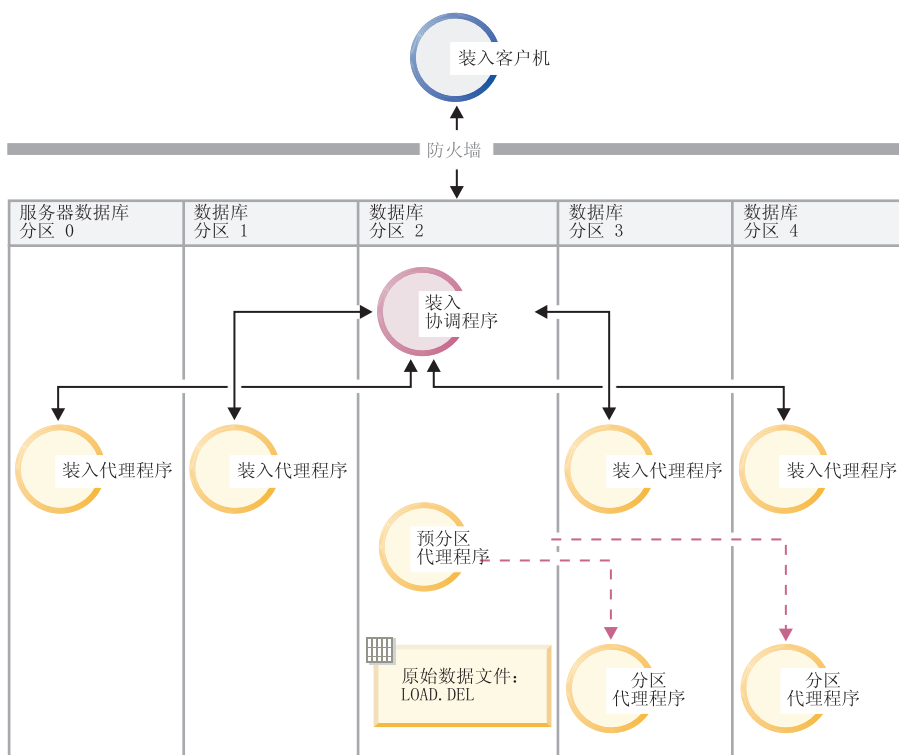 装入客户机
防火墙
服务器数据库
分区 0
数据库
分区 1
数据库
分区 2
数据库
分区 3
数据库
分区 4
装入
协调程序
装入代理程序
装入代理程序
装入代理程序
装入代理程序
预分区
代理程序
原始数据文件:
LOAD.DEL
分区
代理程序
分区
代理程序